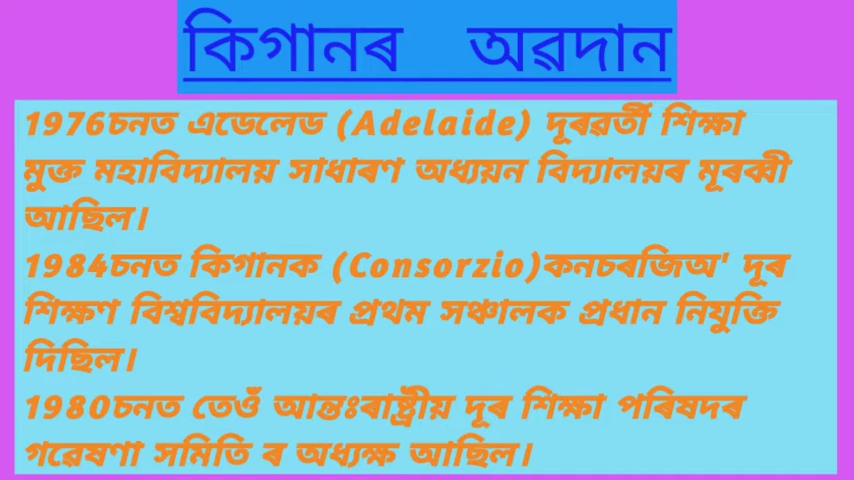 কিগানৰ অৱদান
1976চনত এডেলেড (Adelaide) দূৰৱৰ্তী শিক্ষা
মুক্ত মহাবিদ্যালয় সাধাৰণ অধ্যয়ন বিদ্যালয়ৰ মূৰব্বী
আছিল।
1984চনত কিগানক (Consorzio)কনচৰজিঅ' দূৰ
শিক্ষণ বিশ্ববিদ্যালয়ৰ প্ৰথম সঞ্চালক প্ৰধান নিযুক্তি
দিছিল।
1980চনত তেওঁ আন্তঃৰাষ্ট্ৰীয় দূৰ শিক্ষা পৰিষদৰ
গৱেষণা সমিতি ৰ অধ্যক্ষ আছিল।